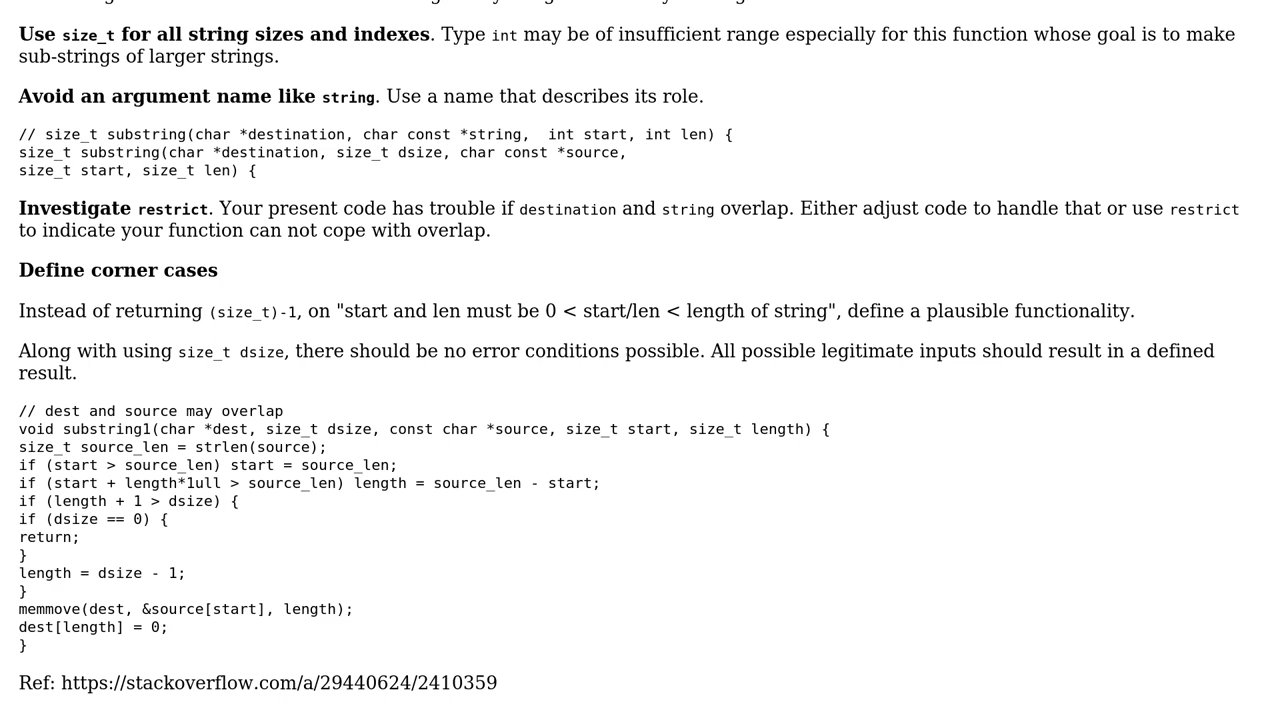 Use size_t for all string sizes and indexes. Type int may be of insufficient range especially for this function whose goal is to make
sub-strings of larger strings.
Avoid an argument name like string. Use a name that describes its role.
// size_t substring(char *destination, char const *string,  int start, int len) {
size_t substring(char *destination, size_t dsize, char const *source,
size_t start, size_t len) {
Investigate restrict. Your present code has trouble if destination and string overlap. Either adjust code to handle that or use restrict
to indicate your function can not cope with overlap.
Define corner cases
Instead of returning (size_t)-1, on "start and len must be 0 < start/len < length of string", define a plausible functionality.
Along with using size_t dsize, there should be no error conditions possible. All possible legitimate inputs should result in a defined
result.
// dest and source may overlap
void substring1(char *dest, size_t dsize, const char *source, size_t start, size_t length) {
size_t source_len = strlen(source);
if (start > source_len) start = source_len;
if (start + length*1ull > source_len) length = source_len - start;
if (length + 1 > dsize) {
if (dsize == 0) {
return;
}
length = dsize - 1;
}
memmove(dest, &source[start], length);
dest[length] = 0;
}
Ref: https://stackoverflow.com/a/29440624/2410359